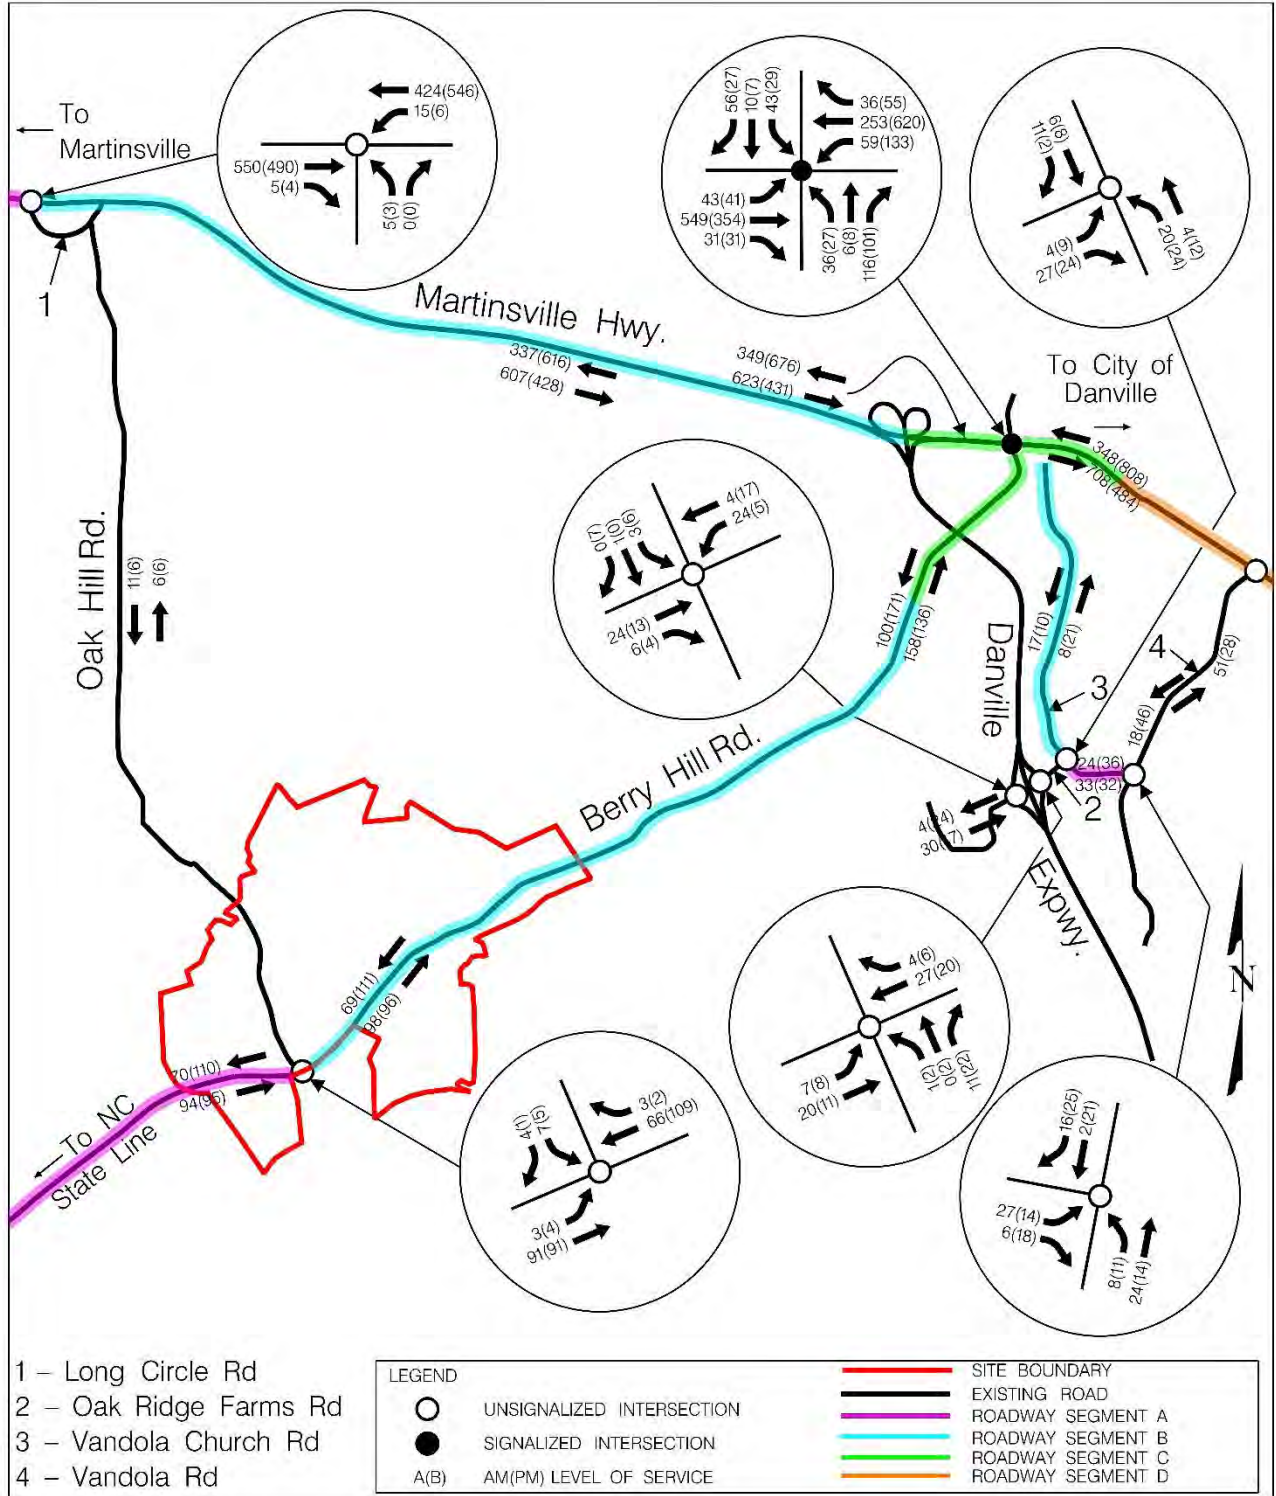 To
Martinsville
424(546)
15(6)
550(490)
5(4)
5(3)
0(0)
56(27)
10(7)
43(29)
36(55)
253(620)
59(133)
43(41)
549(354)
31(31)
36(27)
6(8)
116(101)
6(8)
11(2)
4(9)
27(24)
20(24)
4(12)
1
Martinsville Hwy.
337(616)
607(428)
349(676)
623(431)
To City of
Danville
348(808)
708(484)
Oak Hill Rd.
11(6)
6(6)
0(7)
1(0)
3(6)
4(17)
24(5)
24(13)
6(4)
100(171)
158(136)
Danville
Expwy.
17(10)
8(21)
3
4
51(28)
18(46)
24(36)
33(32)
2
Berry Hill Rd.
30(17)
69(111)
98(96)
70(110)
94(95)
To NC
State Line
4(1)
7(5)
3(2)
66(109)
3(4)
91(91)
4(6)
27(20)
7(8)
20(11)
1(2)
0(2)
11(22)
N
16(25)
2(21)
27(14)
6(18)
8(11)
24(14)
1 – Long Circle Rd
2 – Oak Ridge Farms Rd
3 – Vandola Church Rd
4 – Vandola Rd
LEGEND
UNSIGNALIZED INTERSECTION
SIGNALIZED INTERSECTION
A(B) AM(PM) LEVEL OF SERVICE
SITE BOUNDARY
EXISTING ROAD
ROADWAY SEGMENT A
ROADWAY SEGMENT B
ROADWAY SEGMENT C
ROADWAY SEGMENT D